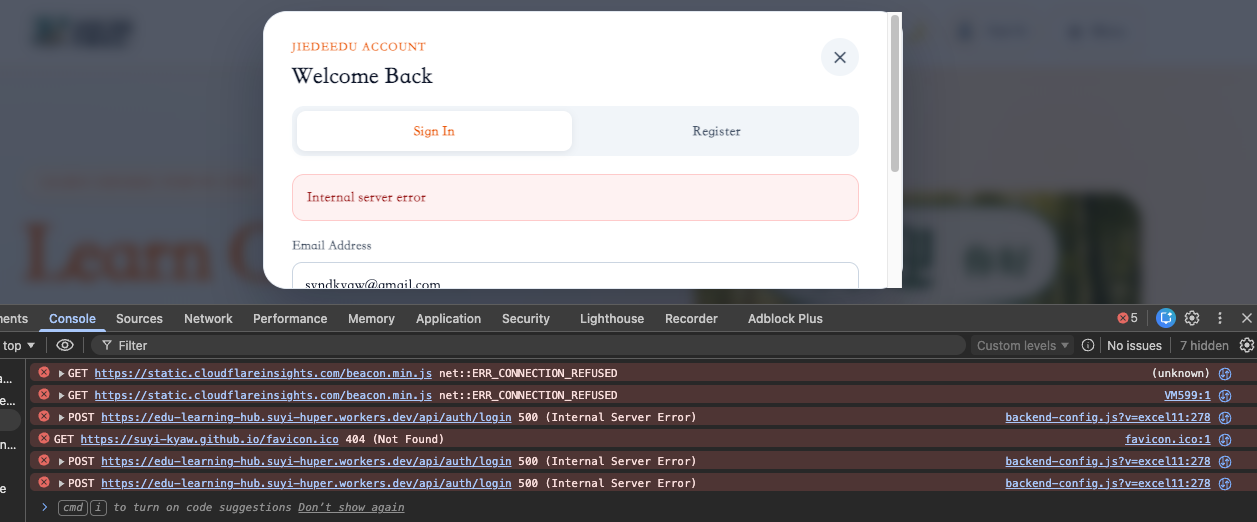 JIEDEEDU ACCOUNT
Welcome Back
Sign In
Register
Internal server error
Email Address
syndkyaw@gmail.com
Learn
ents Console Sources Network Performance Memory Application Security Lighthouse Recorder Adblock Plus 5
top Filter Custom levels No issues 7 hidden
GET https://static.cloudflareinsights.com/beacon.min.js net::ERR_CONNECTION_REFUSED (unknown)
GET https://static.cloudflareinsights.com/beacon.min.js net::ERR_CONNECTION_REFUSED VM599:1
POST https://edu-learning-hub.suyi-huper.workers.dev/api/auth/login 500 (Internal Server Error) backend-config.js?v=excel11:278
GET https://suyi-kyaw.github.io/favicon.ico 404 (Not Found) favicon.ico:1
POST https://edu-learning-hub.suyi-huper.workers.dev/api/auth/login 500 (Internal Server Error) backend-config.js?v=excel11:278
POST https://edu-learning-hub.suyi-huper.workers.dev/api/auth/login 500 (Internal Server Error) backend-config.js?v=excel11:278
cmd i to turn on code suggestions Don't show again